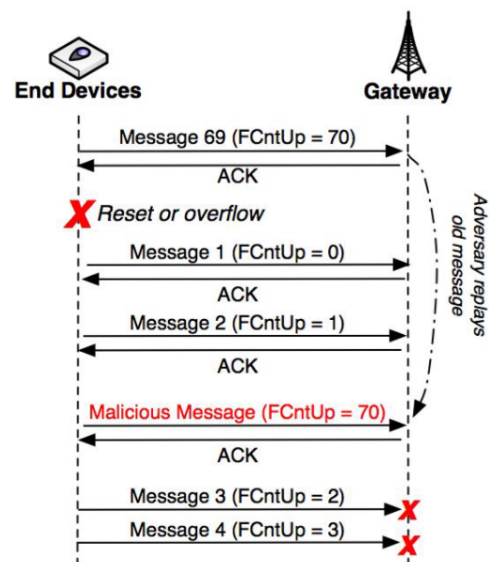 End Devices
Gateway
Message 69 (FCntUp = 70)
ACK
X Reset or overflow
Message 1 (FCntUp = 0)
ACK
Message 2 (FCntUp = 1)
ACK
Adversary replays
old message
Malicious Message (FCntUp = 70)
ACK
Message 3 (FCntUp = 2)
X
Message 4 (FCntUp = 3)
X